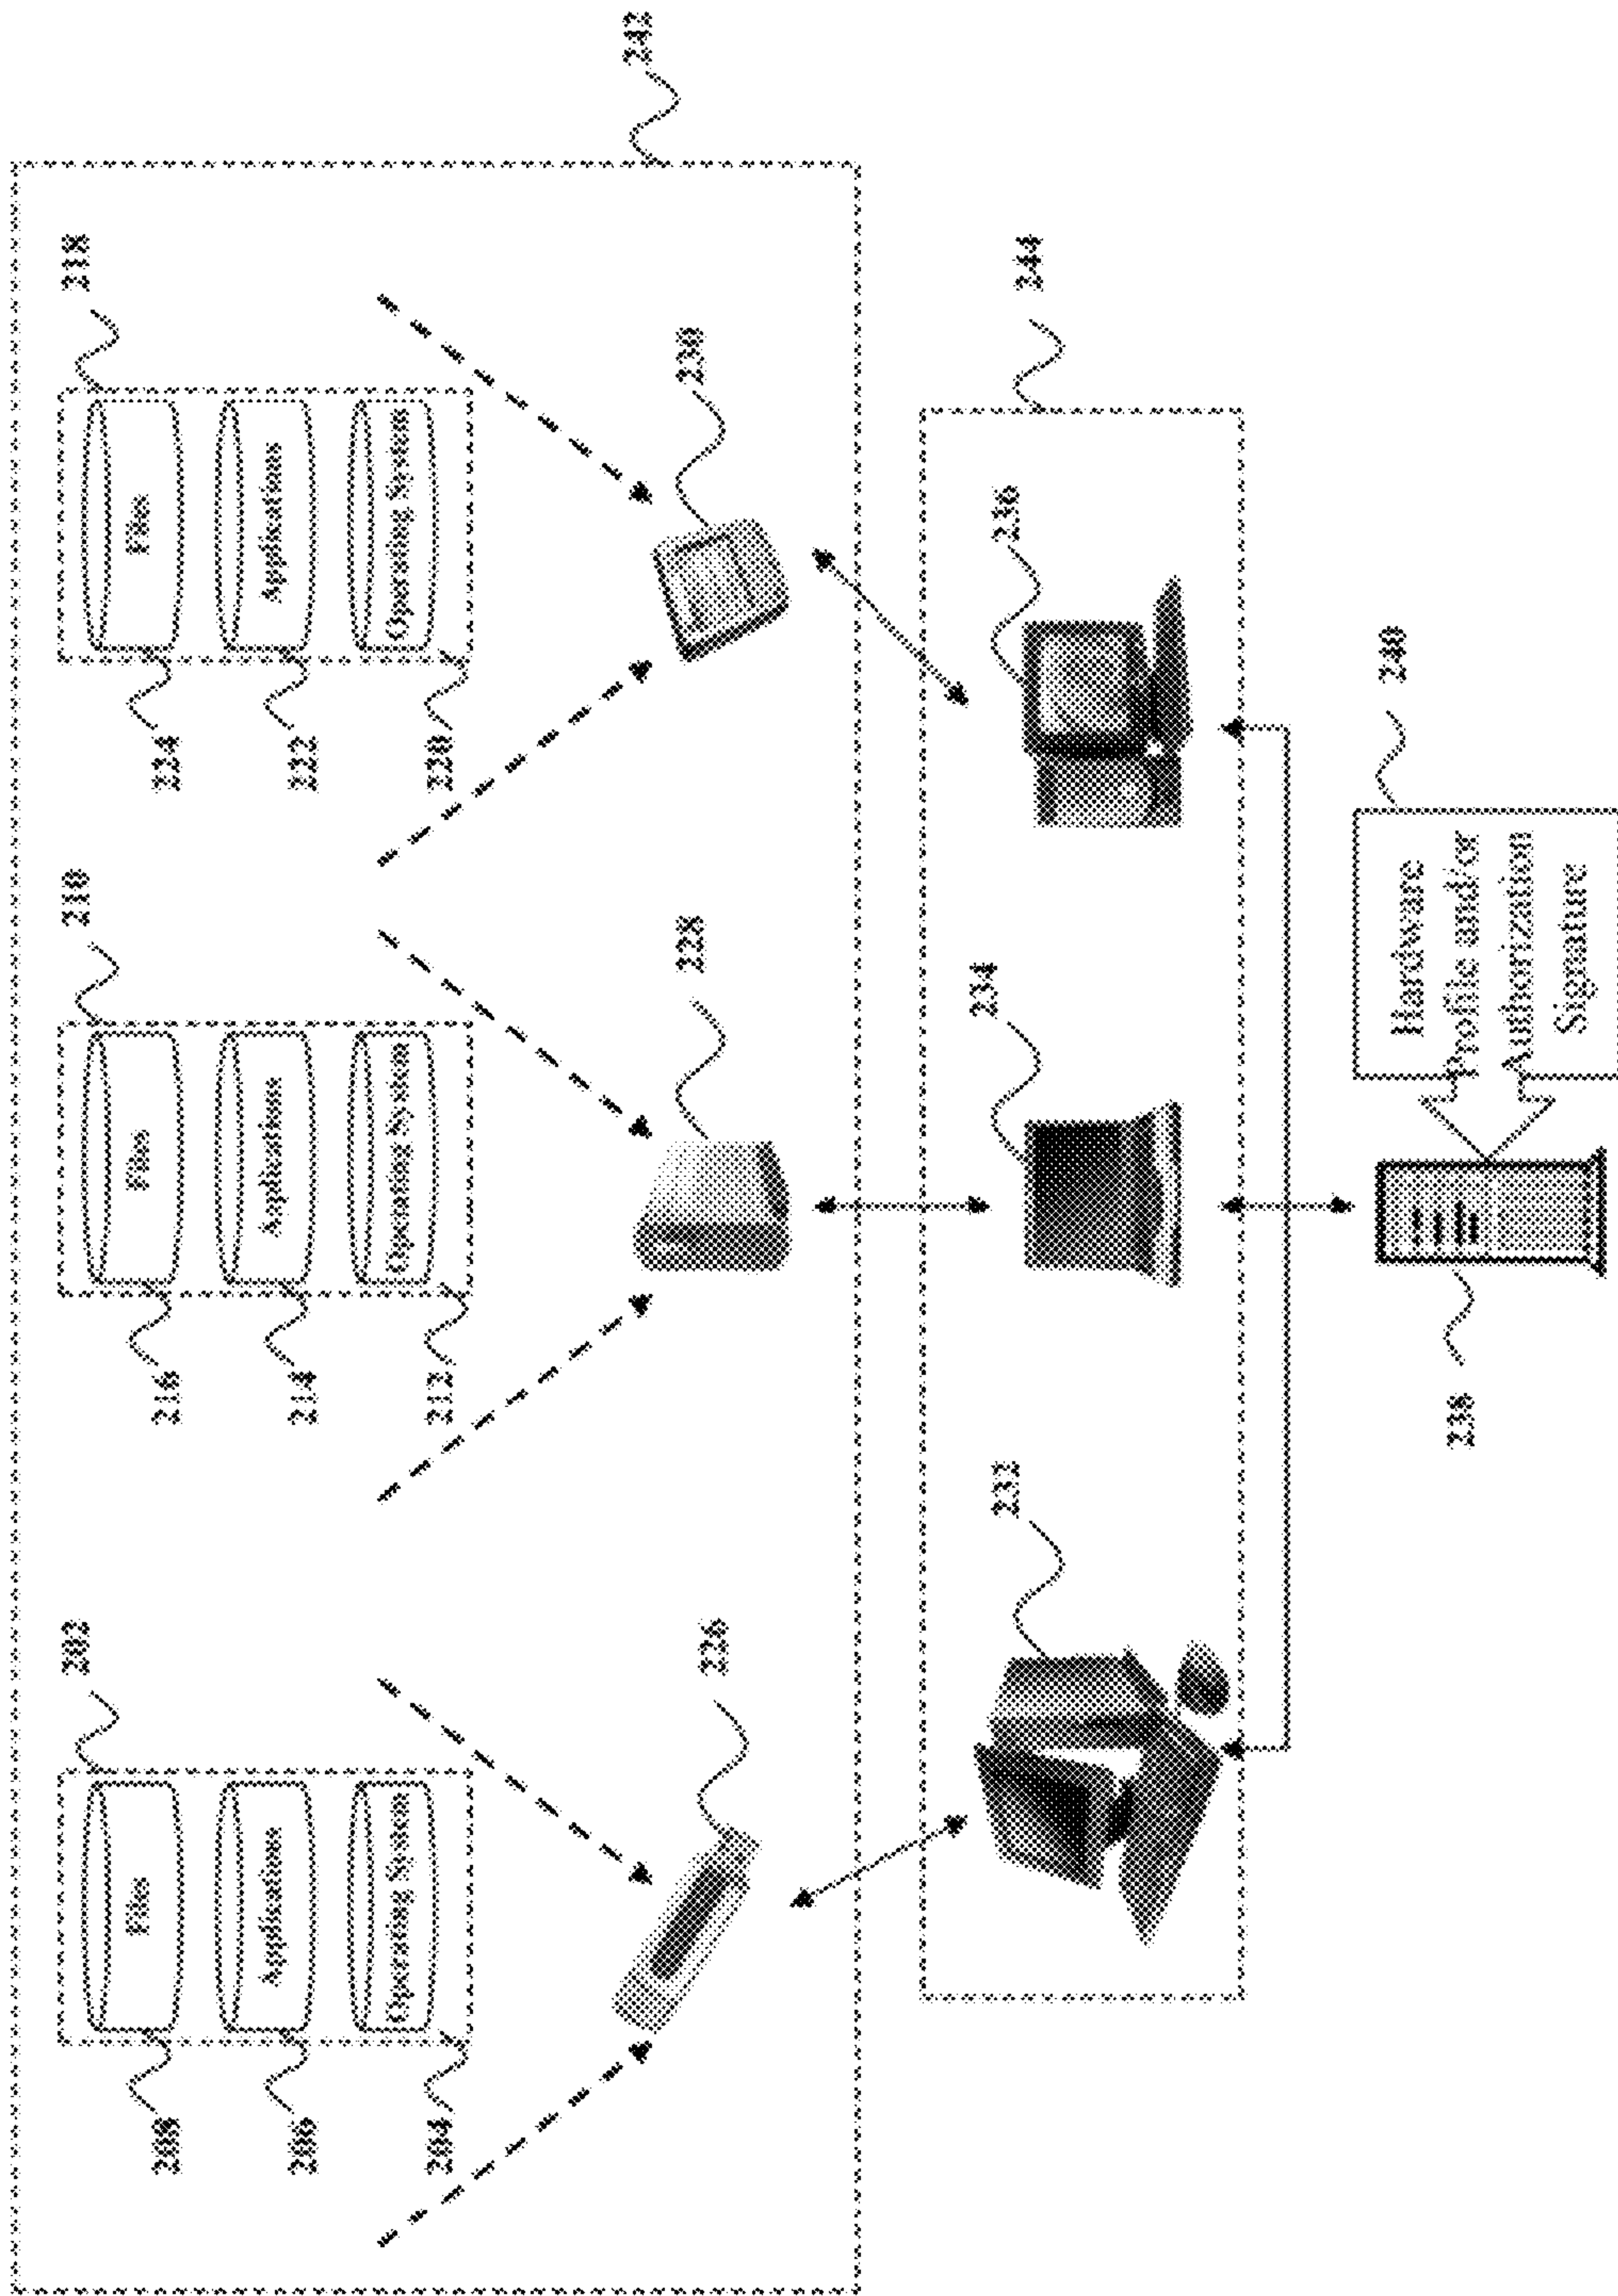 242
202
210
218
208
Files
216
Files
224
Files
206
Applications
214
Applications
222
Applications
204
Operating System
212
Operating System
220
Operating System
226
228
230
232
234
236
244
238
Hardware
Profile and/or
Authorization
Signature
240